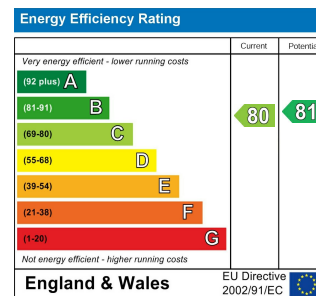 Energy Efficiency Rating
Current
Potentia
Very energy efficient - lower running costs
(92 plus) A
(81-91) B
(69-80) C
(55-68) D
(39-54) E
(21-38) F
(1-20) G
80
81
Not energy efficient - higher running costs
England & Wales
EU Directive
2002/91/EC